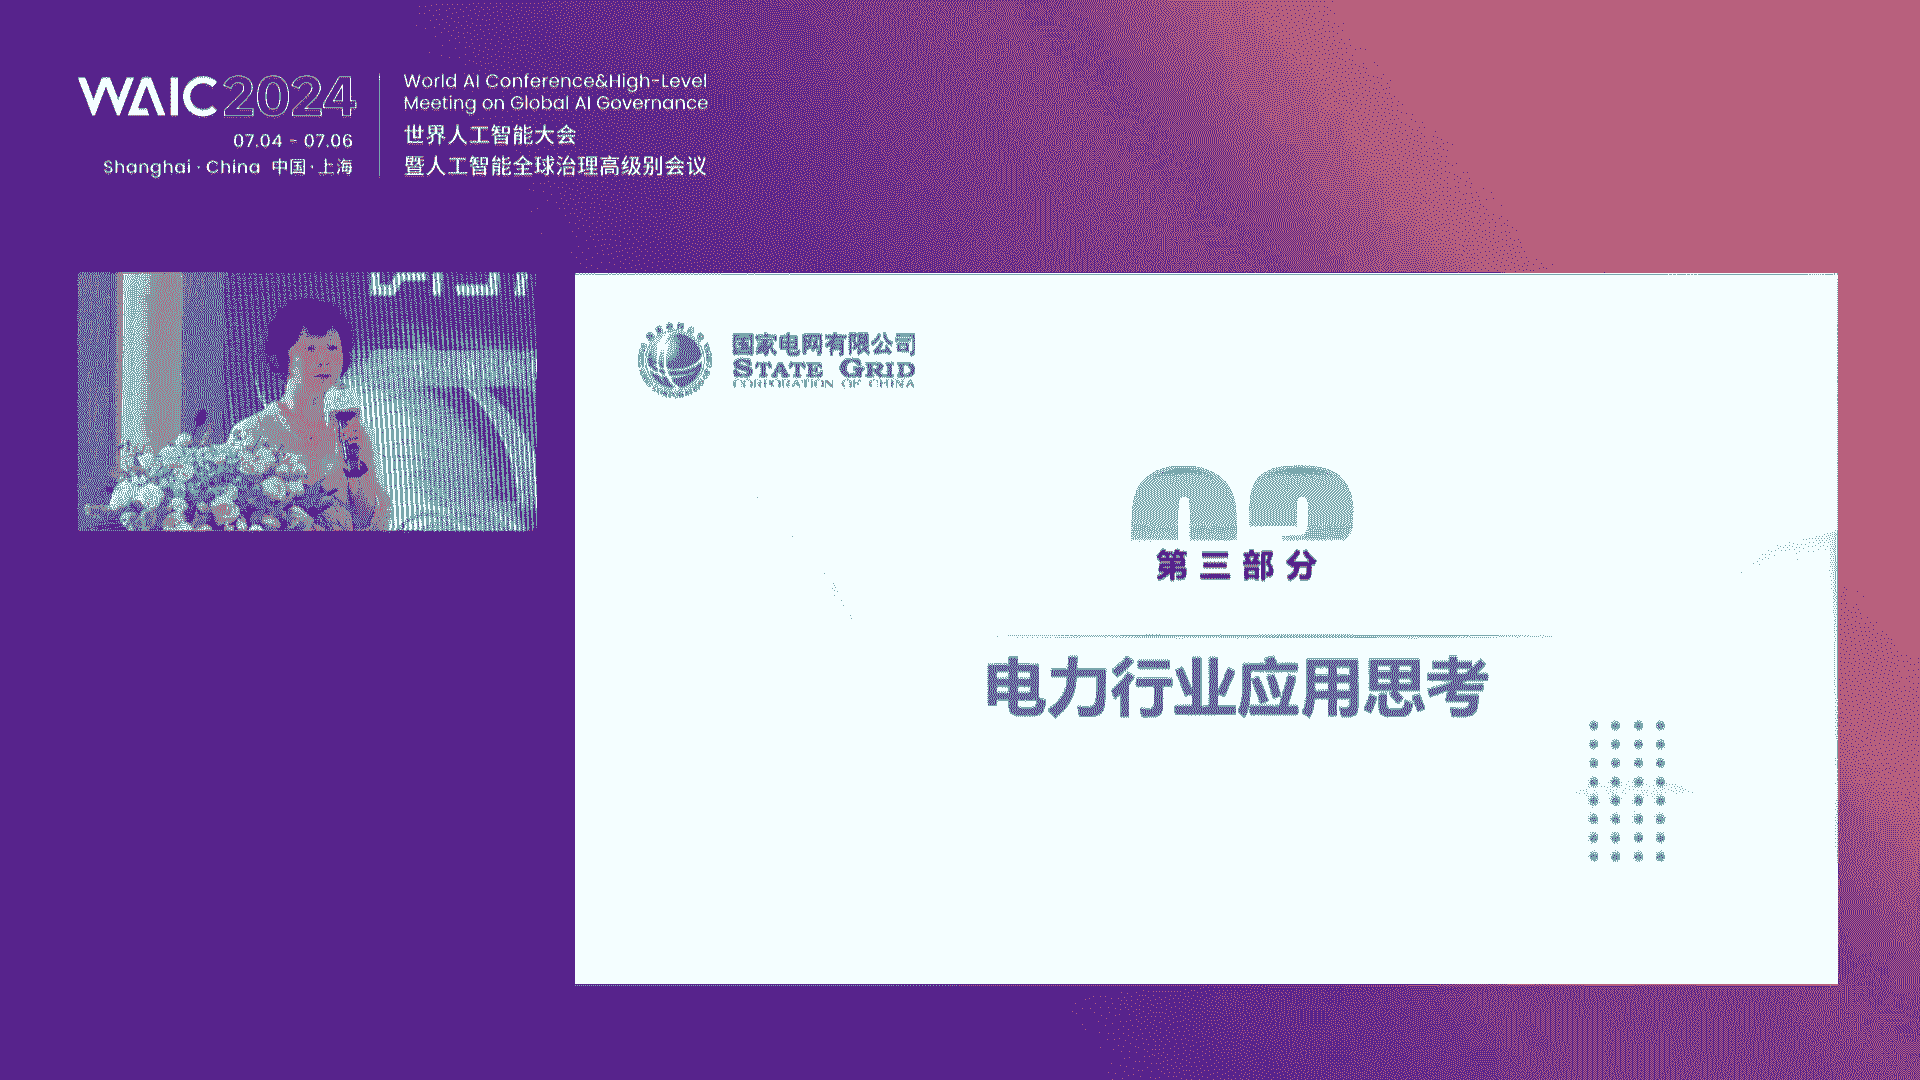 WAIC 2024
07.04 - 07.06
Shanghai · China 中国·上海
World AI Conference&High-Level
Meeting on Global AI Governance
世界人工智能大会
暨人工智能全球治理高级别会议
国家电网有限公司
STATE GRID
CORPORATION OF CHINA
03
第三部分
电力行业应用思考